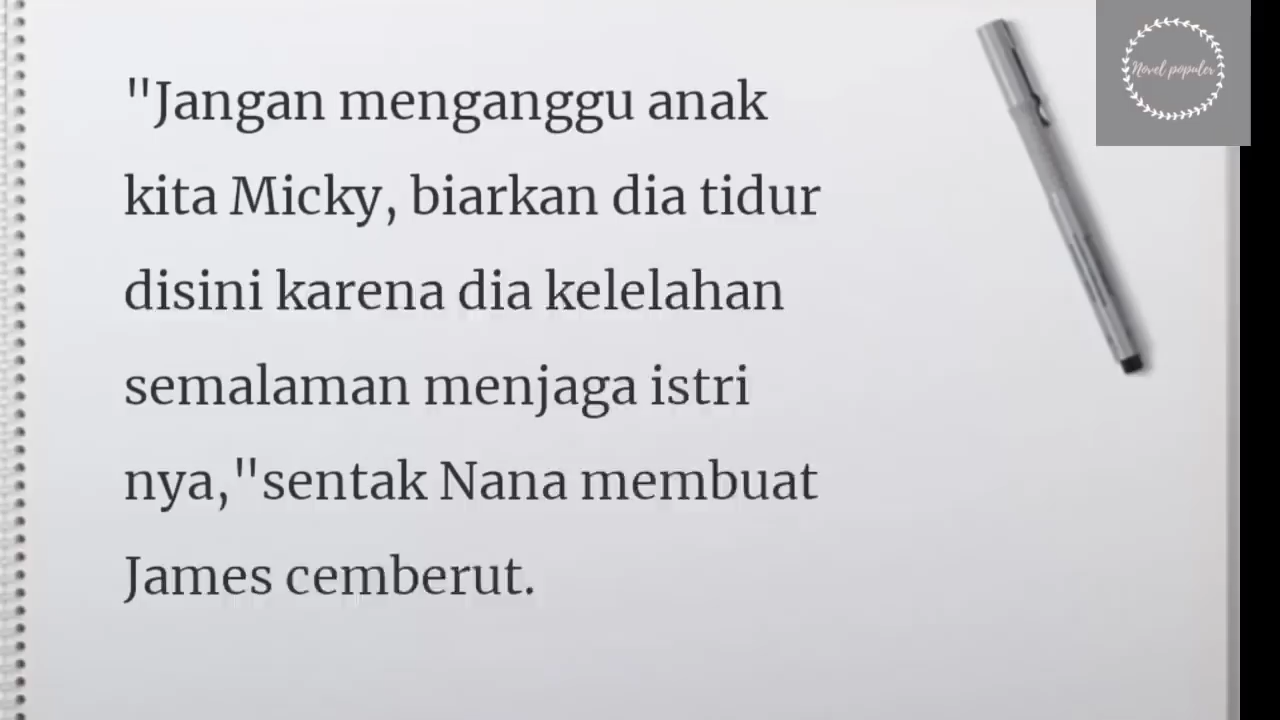 "Jangan menganggu anak
kita Micky, biarkan dia tidur
disini karena dia kelelahan
semalaman menjaga istri
nya,"sentak Nana membuat
James cemberut.
Novel populer